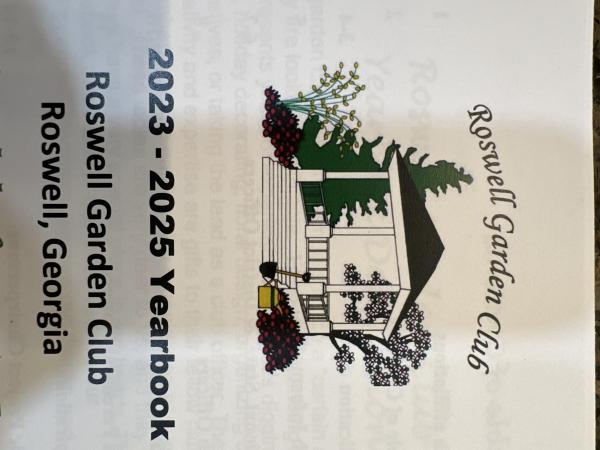 Roswell Garden Club
2023 - 2025 Yearbook
Roswell Garden Club
Roswell, Georgia